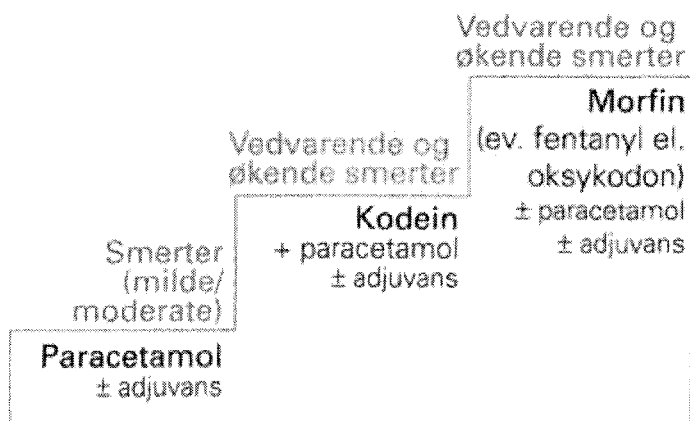 Vedvarende og
økende smerter
Morfin
(ev. fentanyl el.
oksykodon)
± paracetamol
± adjuvans
Vedvarende og
økende smerter
Kodein
+ paracetamol
± adjuvans
Smerter
(milde/
moderate)
Paracetamol
± adjuvans